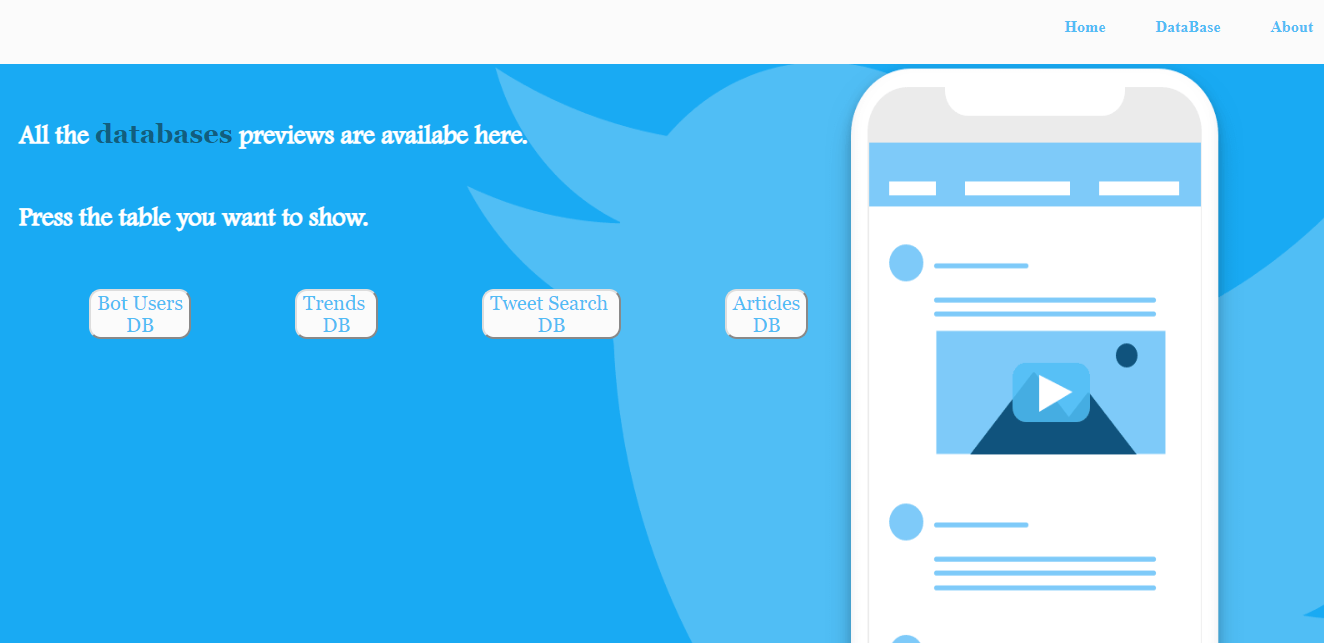 Home DataBase About
All the databases previews are availabe here.
Press the table you want to show.
Bot Users Trends Tweet Search Articles
DB DB DB DB